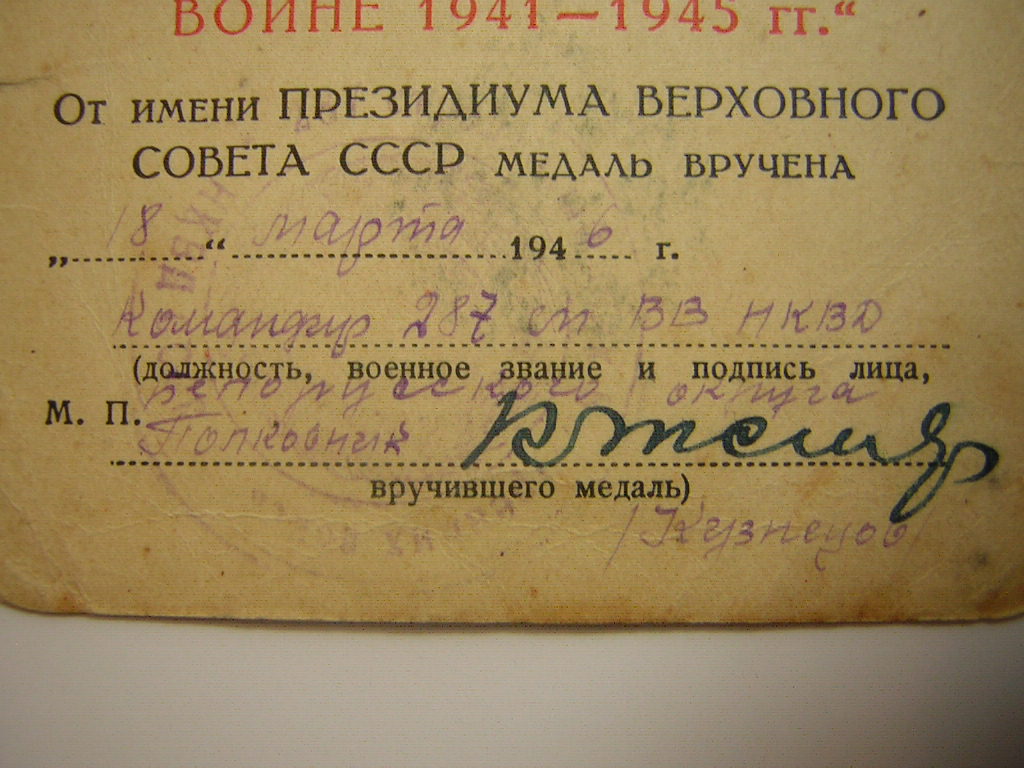 ВОЙНЕ 1941—1945 гг.“
От имени ПРЕЗИДИУМА ВЕРХОВНОГО
СОВЕТА СССР МЕДАЛЬ ВРУЧЕНА
„18“ марта 1946 г.
Командир 287 сп ВВ НКВД
(должность, военное звание и подпись лица,
Белорусского округа
М. П.
Полковник
вручившего медаль)
/Кузнецов/